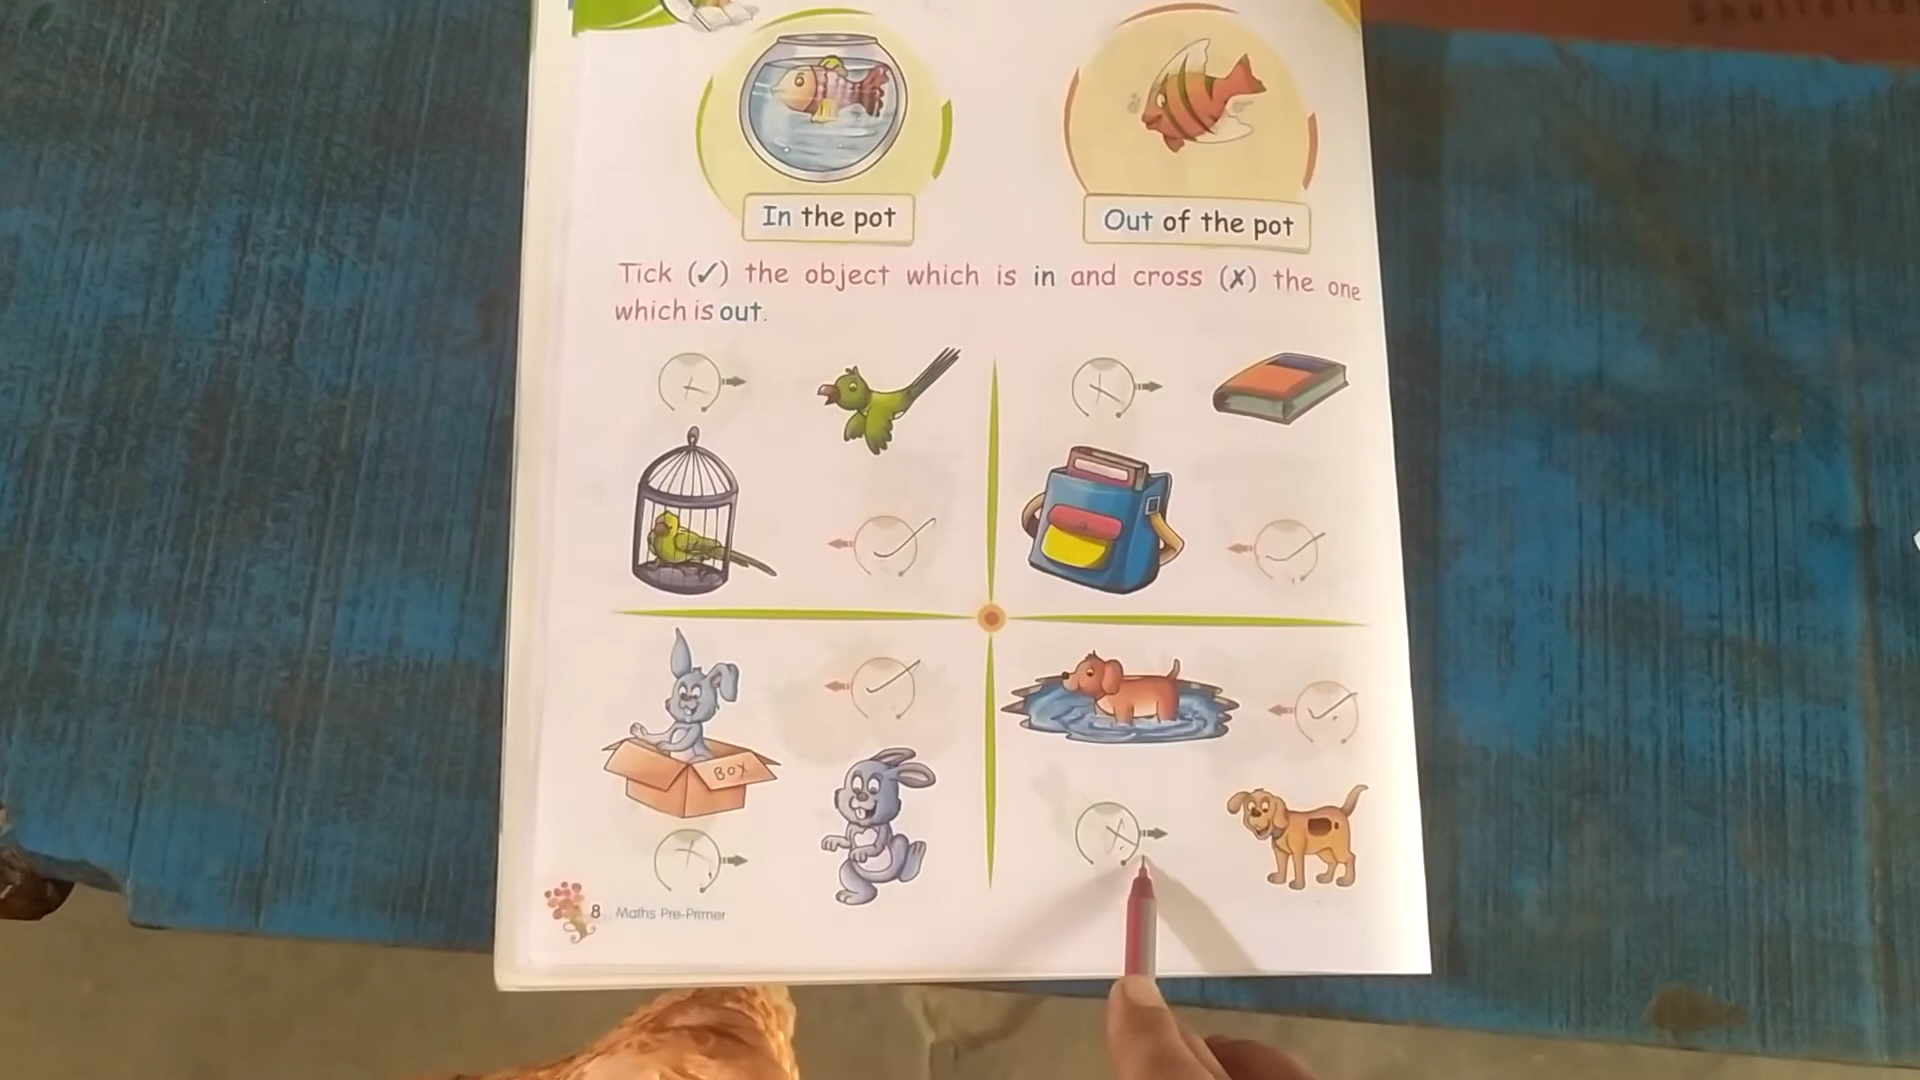 In the pot
Out of the pot
Tick (✓) the object which is in and cross (✗) the one
which is out.
BOX
8 Maths Pre-Primer